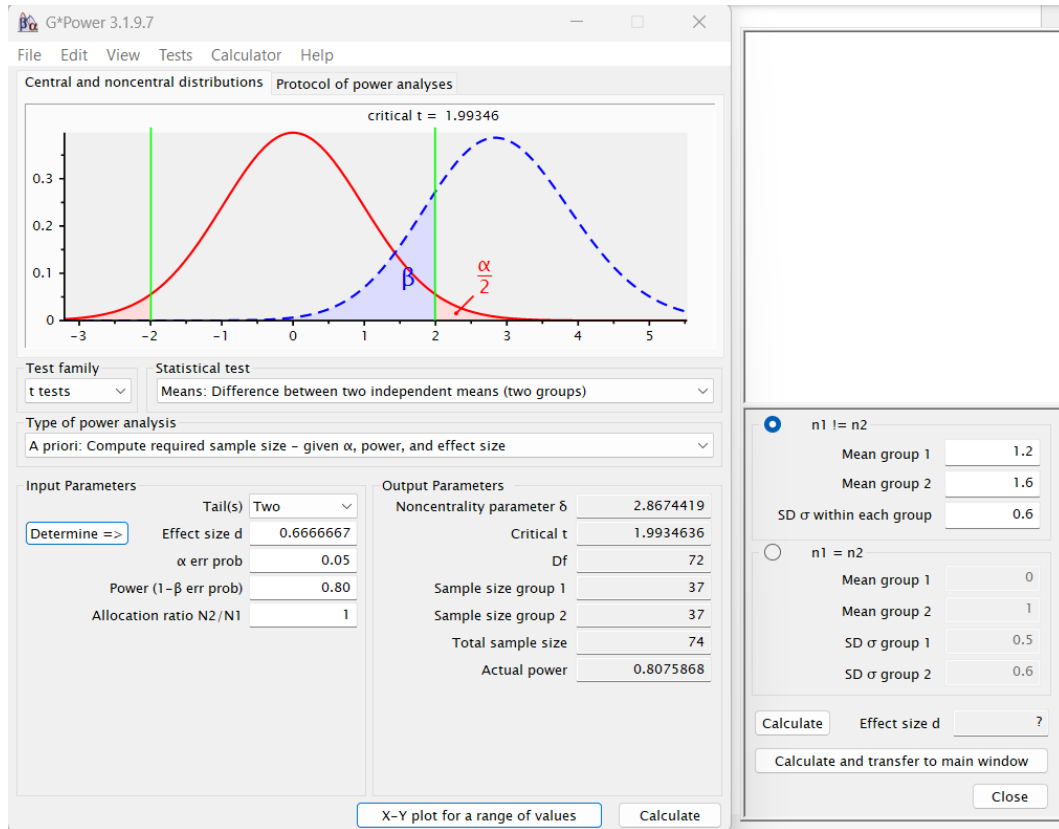 G*Power 3.1.9.7
File Edit View Tests Calculator Help
Central and noncentral distributions Protocol of power analyses
critical t = 1.99346
0.3
0.2
0.1
0
β
α
2
-3 -2 -1 0 1 2 3 4 5
Test family Statistical test
t tests Means: Difference between two independent means (two groups)
Type of power analysis
A priori: Compute required sample size – given α, power, and effect size
Input Parameters
Tail(s) Two
Determine => Effect size d 0.6666667
α err prob 0.05
Power (1-β err prob) 0.80
Allocation ratio N2/N1 1
Output Parameters
Noncentrality parameter δ 2.8674419
Critical t 1.9934636
Df 72
Sample size group 1 37
Sample size group 2 37
Total sample size 74
Actual power 0.8075868
X-Y plot for a range of values Calculate
n1 != n2
Mean group 1 1.2
Mean group 2 1.6
SD σ within each group 0.6
n1 = n2
Mean group 1 0
Mean group 2 1
SD σ group 1 0.5
SD σ group 2 0.6
Calculate Effect size d ?
Calculate and transfer to main window
Close